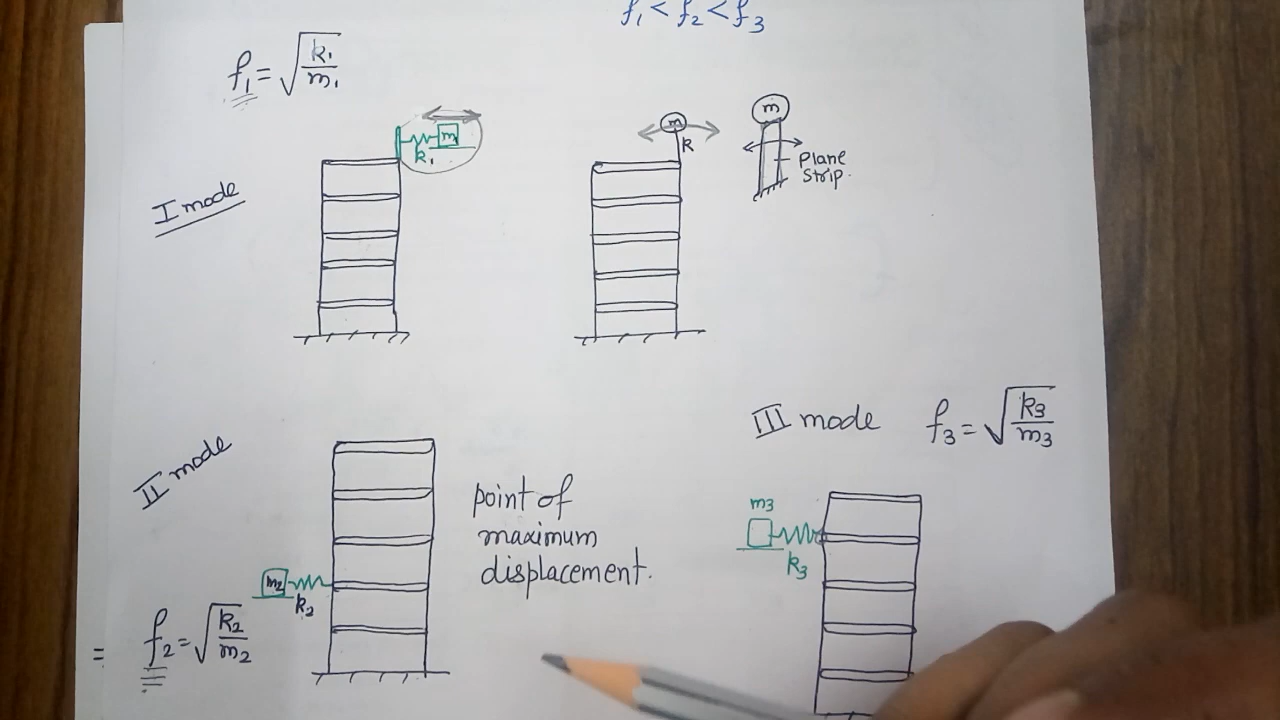 f₁ < f₂ < f₃
f₁ = √(k₁/m₁)
m
k₁
m
k
m
Plane
Strip.
I mode
III mode
f₃ = √(k₃/m₃)
II mode
point of
maximum
displacement.
m₃
k₃
m₂
k₂
= f₂ = √(k₂/m₂)